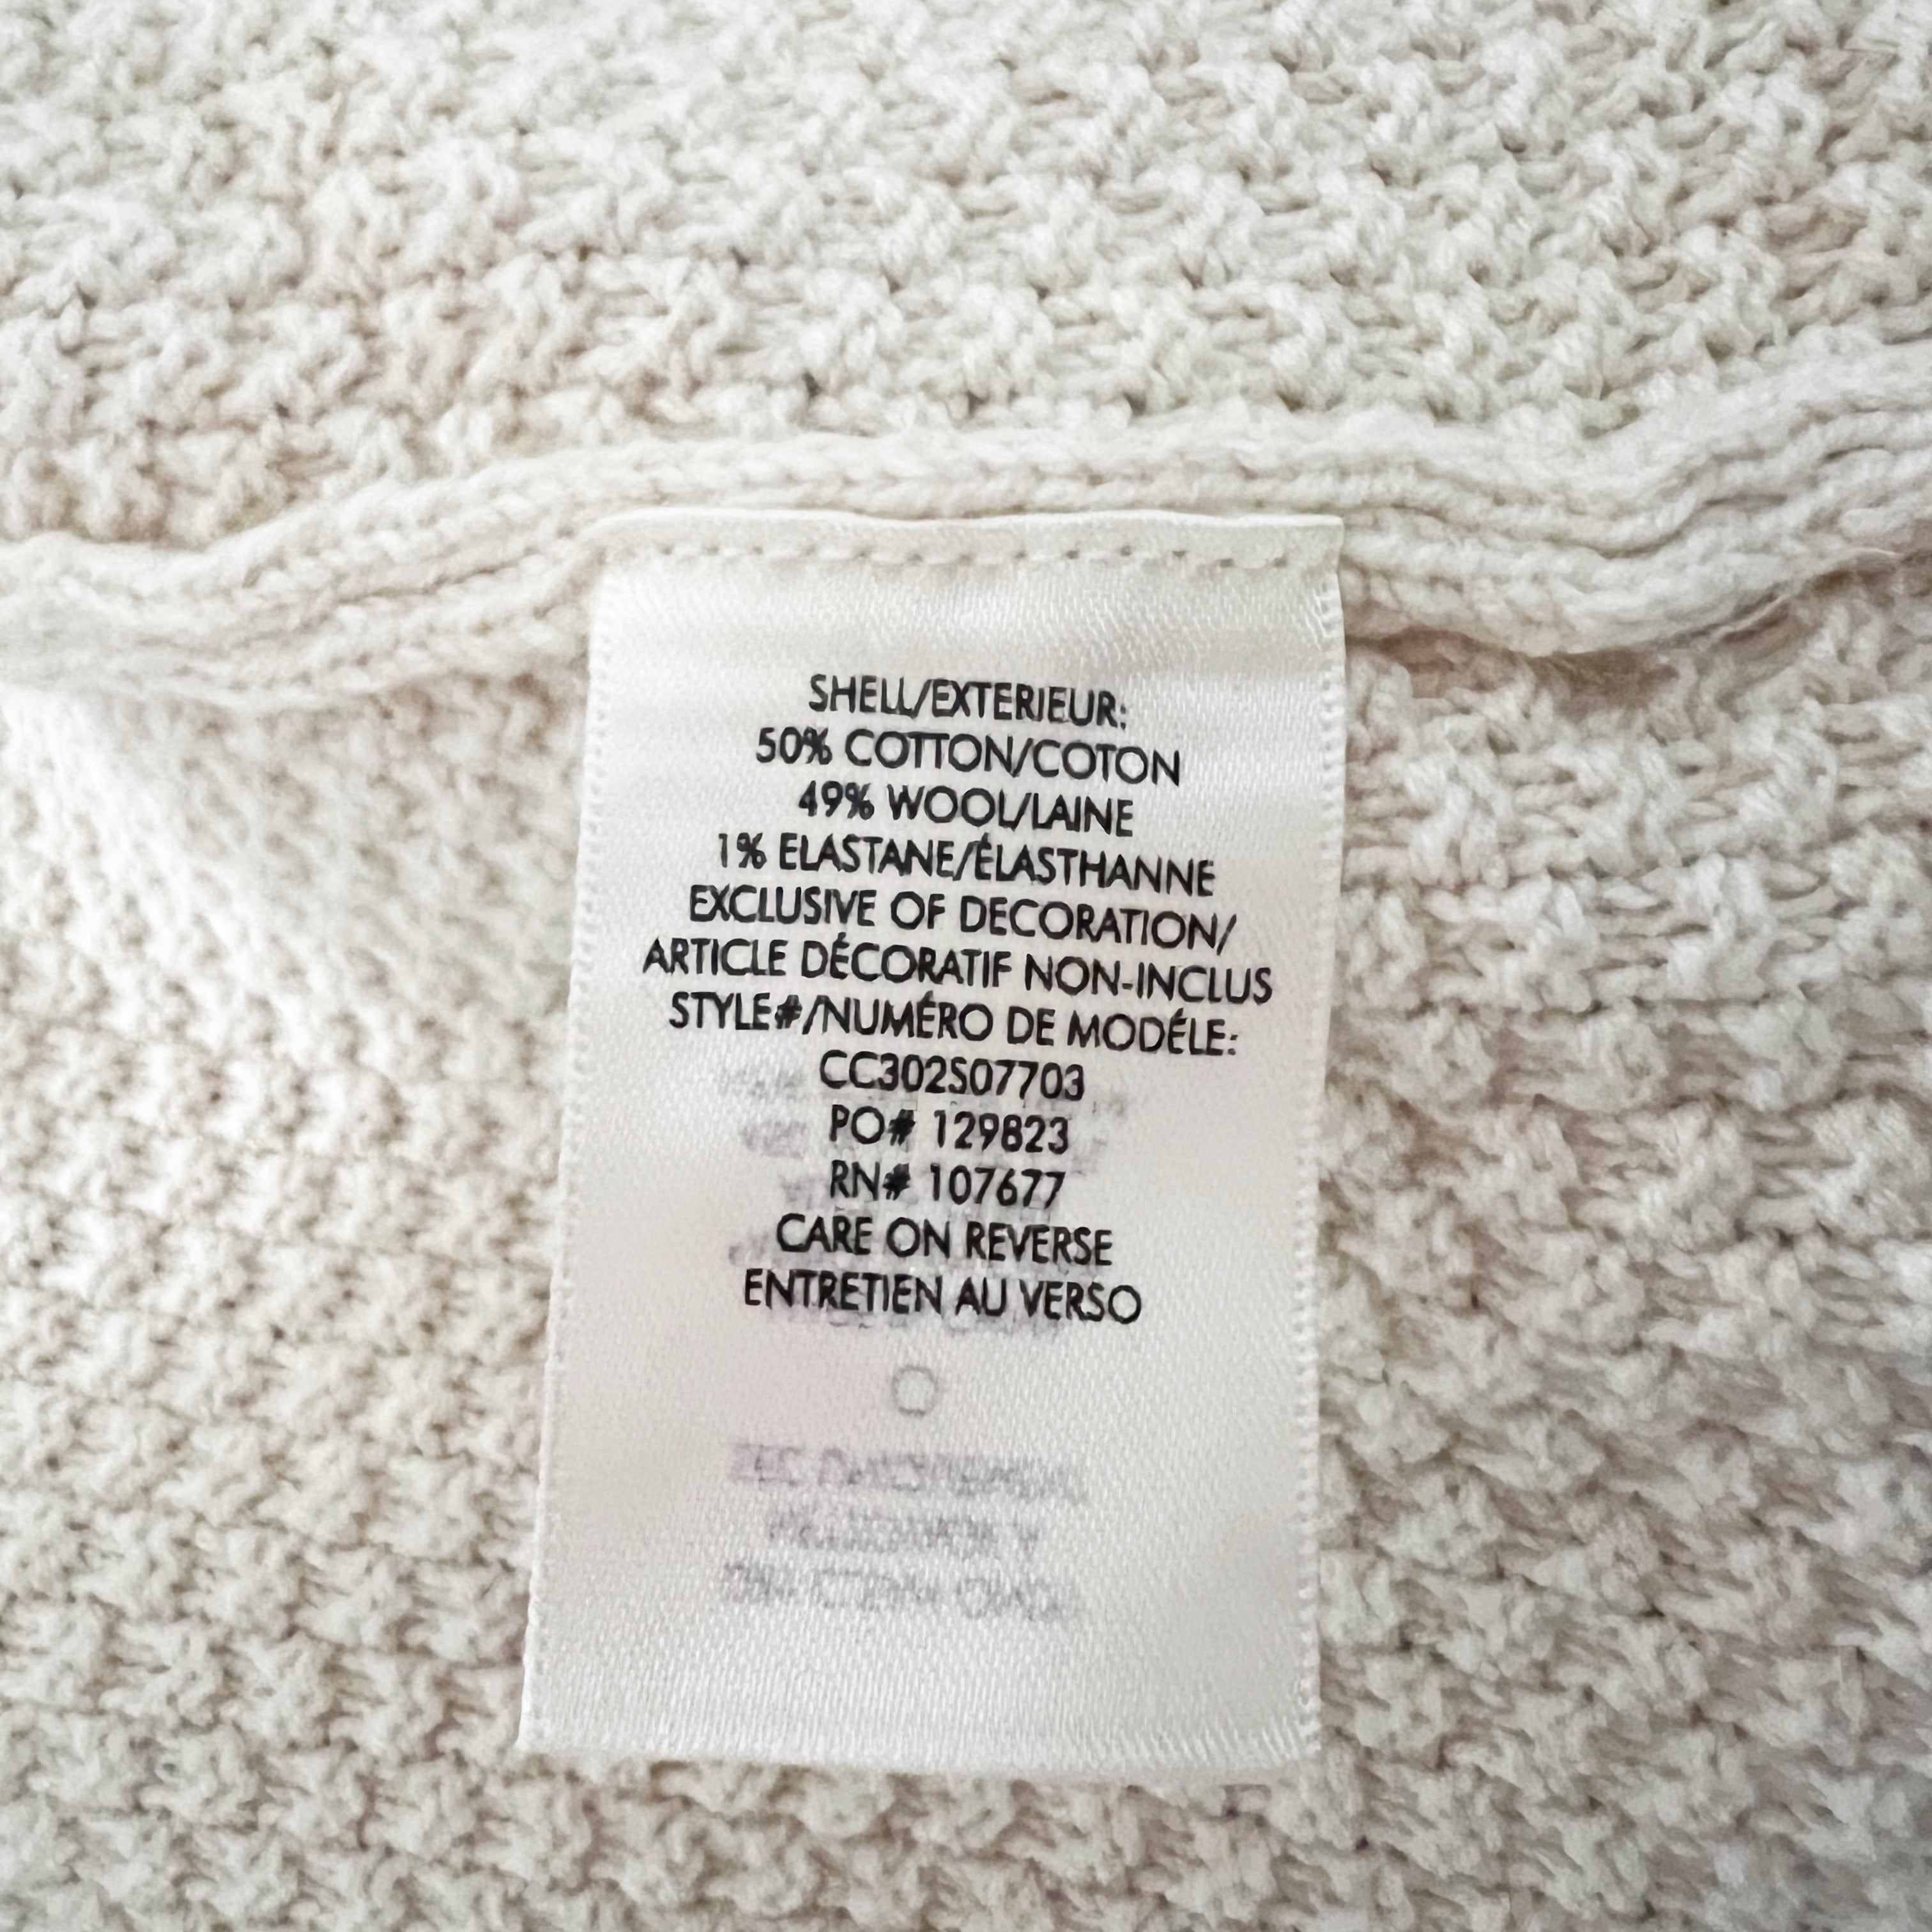 SHELL/EXTERIEUR:
50% COTTON/COTON
49% WOOL/LAINE
1% ELASTANE/ÉLASTHANNE
EXCLUSIVE OF DECORATION/
ARTICLE DÉCORATIF NON-INCLUS
STYLE#/NUMÉRO DE MODÉLE:
CC302S07703
PO# 129823
RN# 107677
CARE ON REVERSE
ENTRETIEN AU VERSO